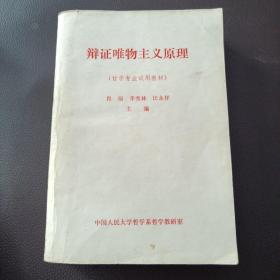 辩证唯物主义原理
(哲学专业试用教材)
肖前 李秀林 汪永祥
主编
中国人民大学哲学系哲学教研室